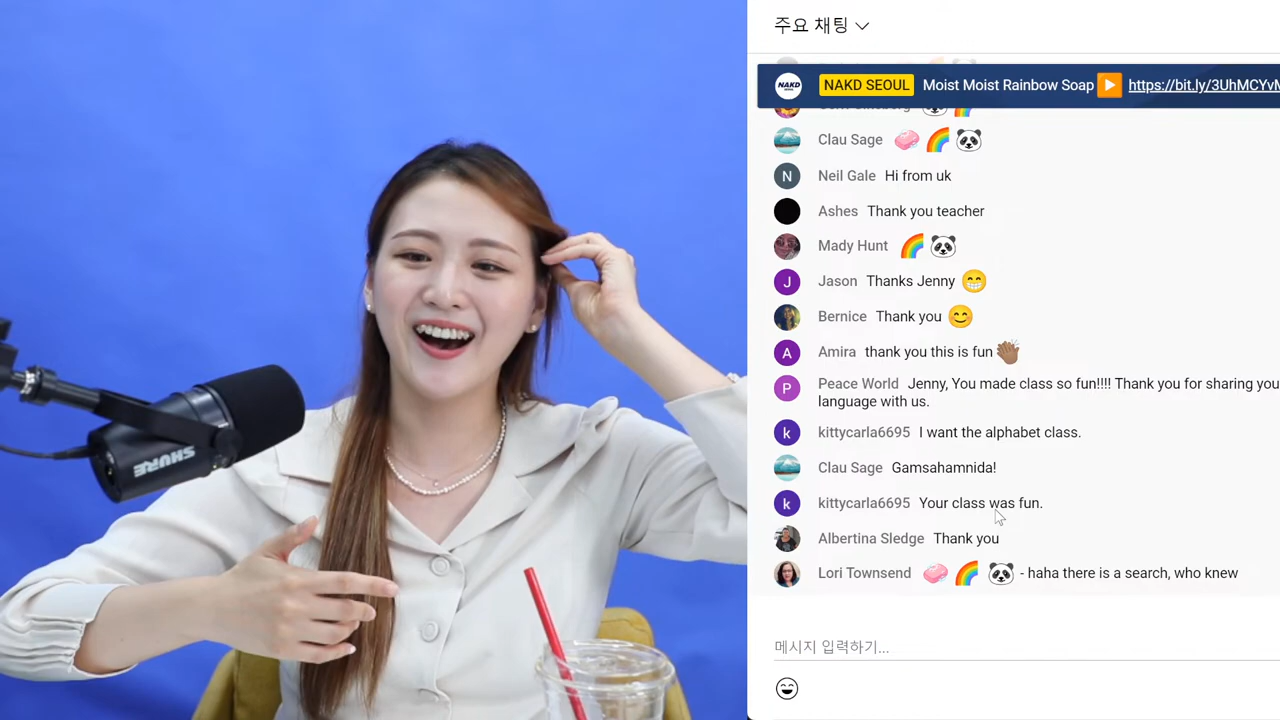 주요 채팅
NAKD SEOUL Moist Moist Rainbow Soap https://bit.ly/3UhMCYvM
Clau Sage
N Neil Gale Hi from uk
Ashes Thank you teacher
Mady Hunt
J Jason Thanks Jenny
Bernice Thank you
A Amira thank you this is fun
P Peace World Jenny, You made class so fun!!!! Thank you for sharing you
language with us.
k kittycarla6695 I want the alphabet class.
Clau Sage Gamsahamnida!
k kittycarla6695 Your class was fun.
Albertina Sledge Thank you
Lori Townsend - haha there is a search, who knew
메시지 입력하기...
SHURE